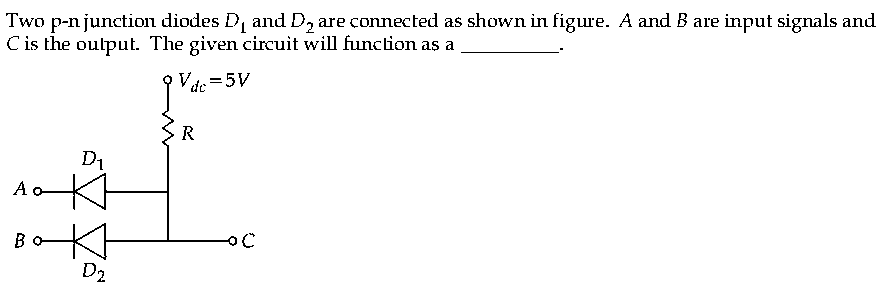 Two p-n junction diodes D₁ and D₂ are connected as shown in figure. A and B are input signals and
C is the output. The given circuit will function as a __________.
V_dc = 5V
R
D₁
A
B
C
D₂